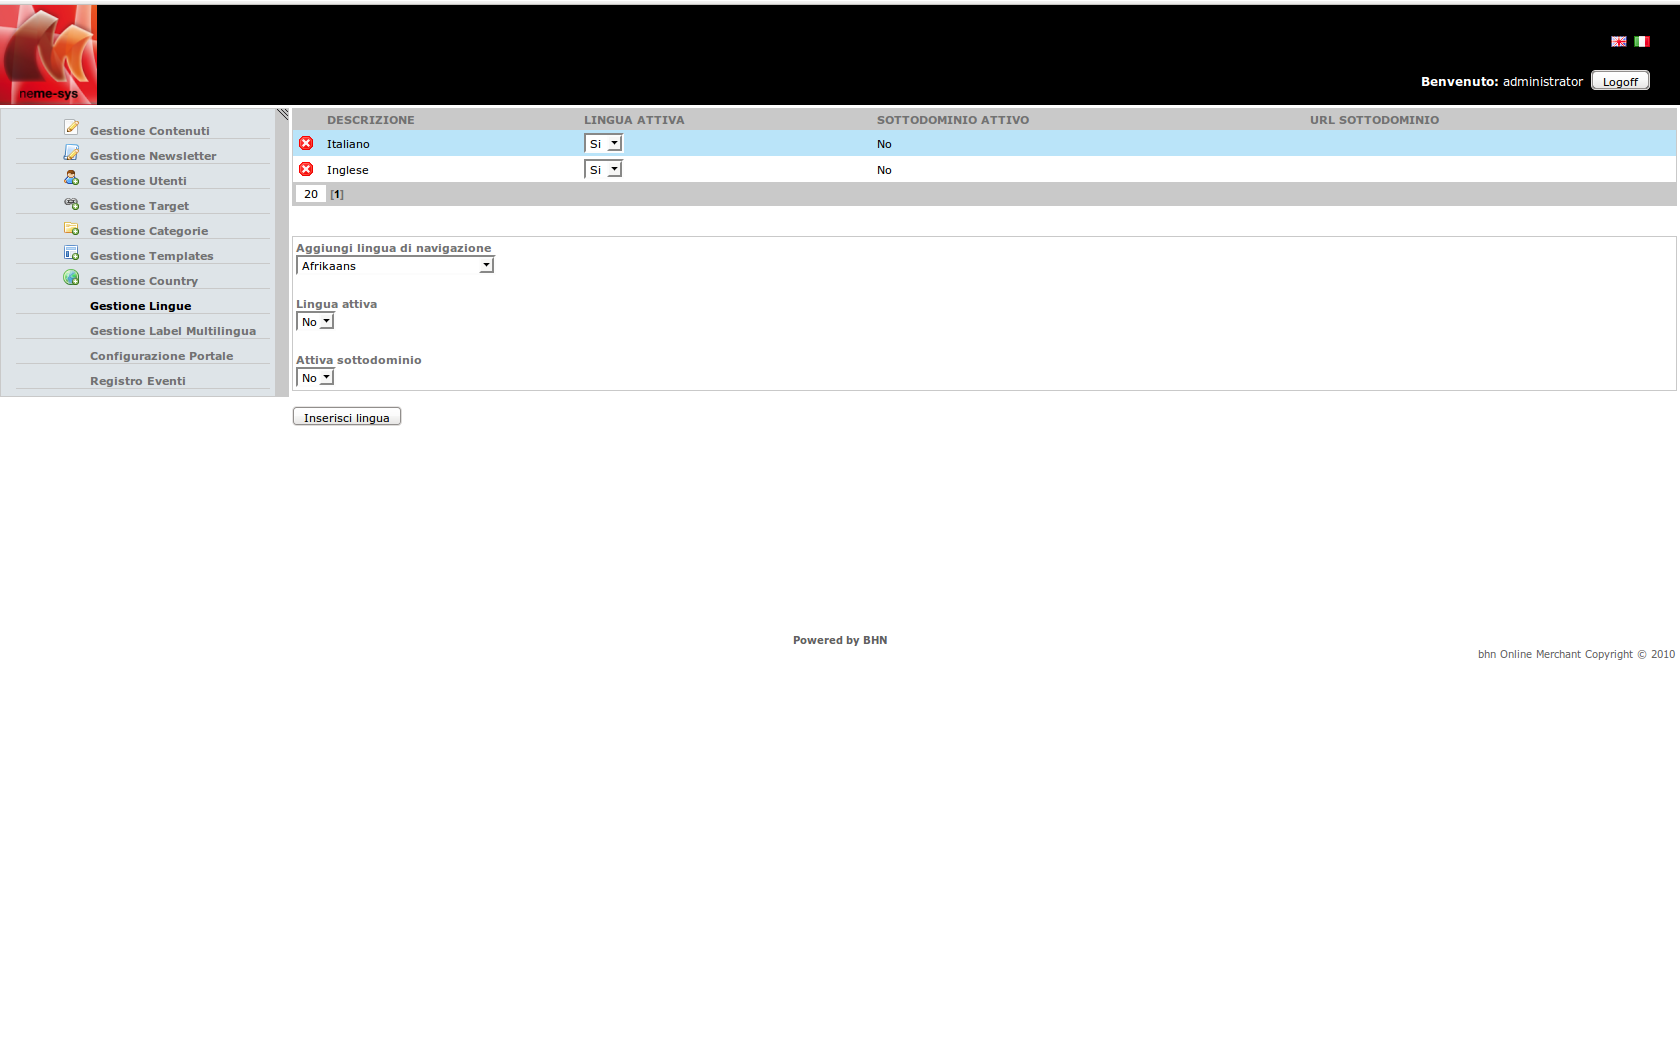 neme-sys
Benvenuto: administrator Logoff
Gestione Contenuti
Gestione Newsletter
Gestione Utenti
Gestione Target
Gestione Categorie
Gestione Templates
Gestione Country
Gestione Lingue
Gestione Label Multilingua
Configurazione Portale
Registro Eventi
DESCRIZIONE LINGUA ATTIVA SOTTODOMINIO ATTIVO URL SOTTODOMINIO
Italiano Si No
Inglese Si No
20 [1]
Aggiungi lingua di navigazione
Afrikaans
Lingua attiva
No
Attiva sottodominio
No
Inserisci lingua
Powered by BHN
bhn Online Merchant Copyright © 2010